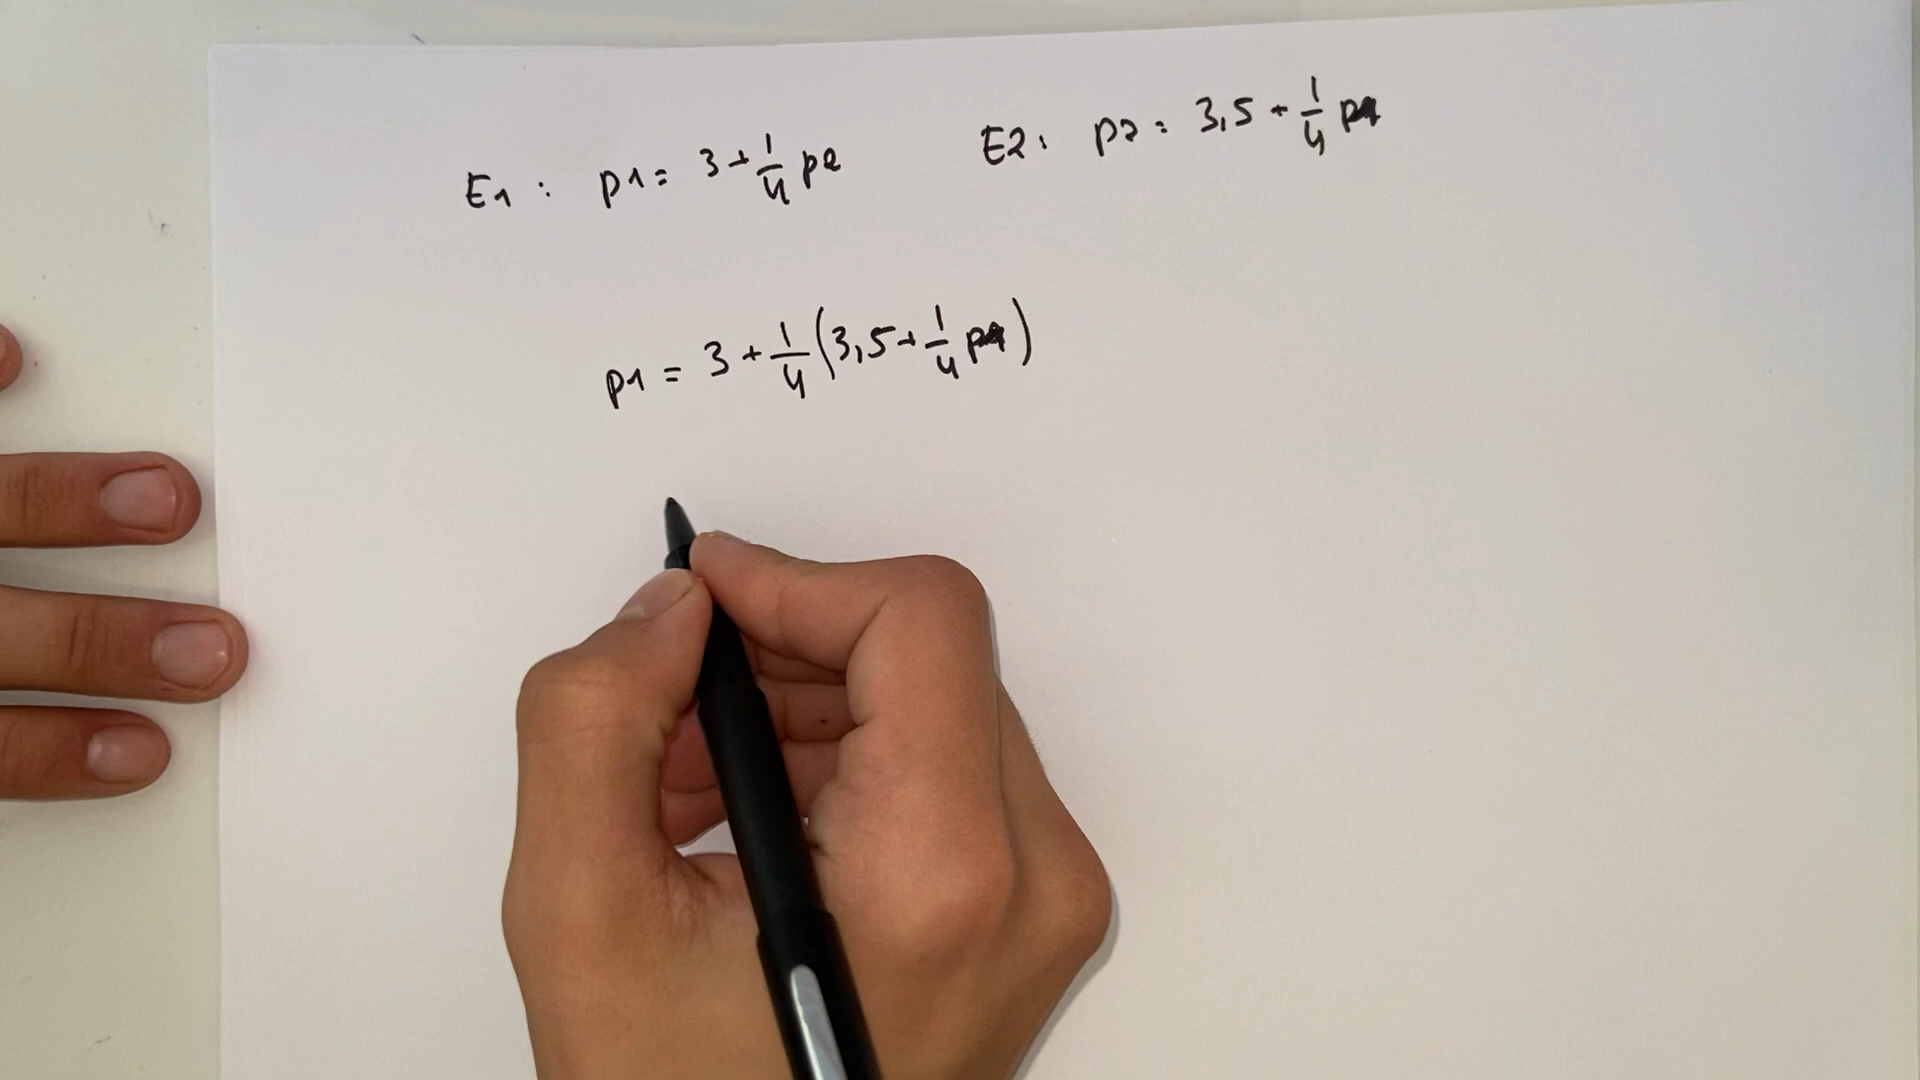 E1 : p1 = 3 + 1/4 p2
E2 : p2 = 3,5 + 1/4 p1
p1 = 3 + 1/4 (3,5 + 1/4 p1)